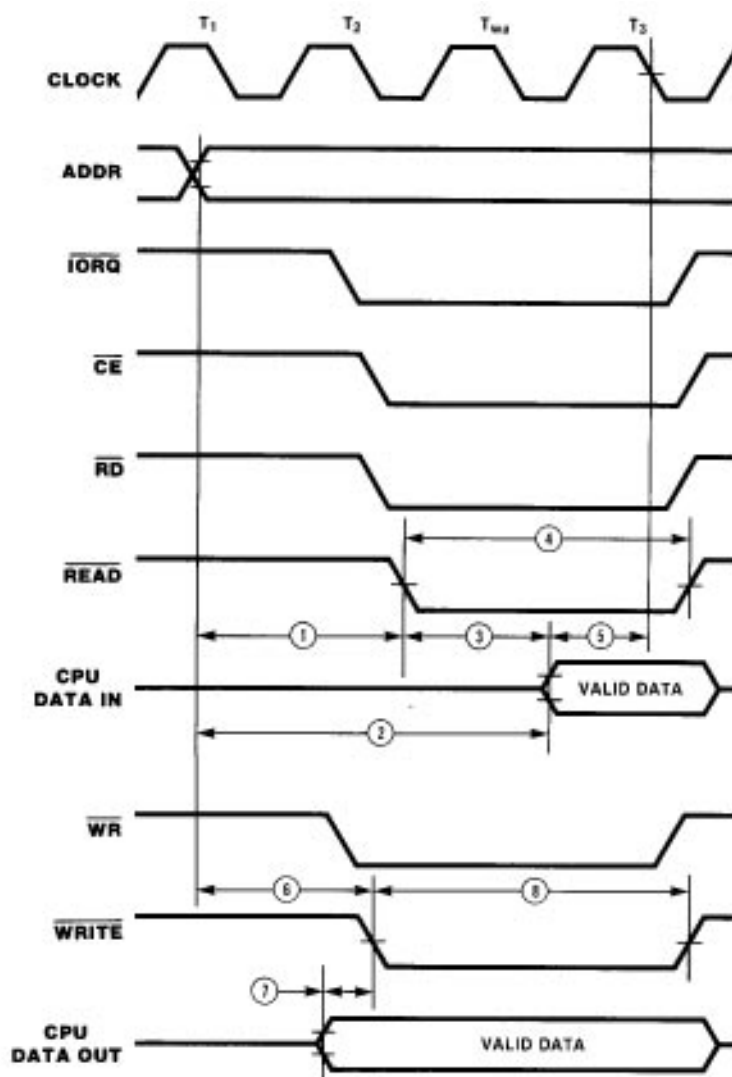 T1 T2 Twa T3
CLOCK
ADDR
IORQ
CE
RD
4
READ
1 3 5
CPU
DATA IN
VALID DATA
2
WR
6 8
WRITE
7
CPU
DATA OUT
VALID DATA